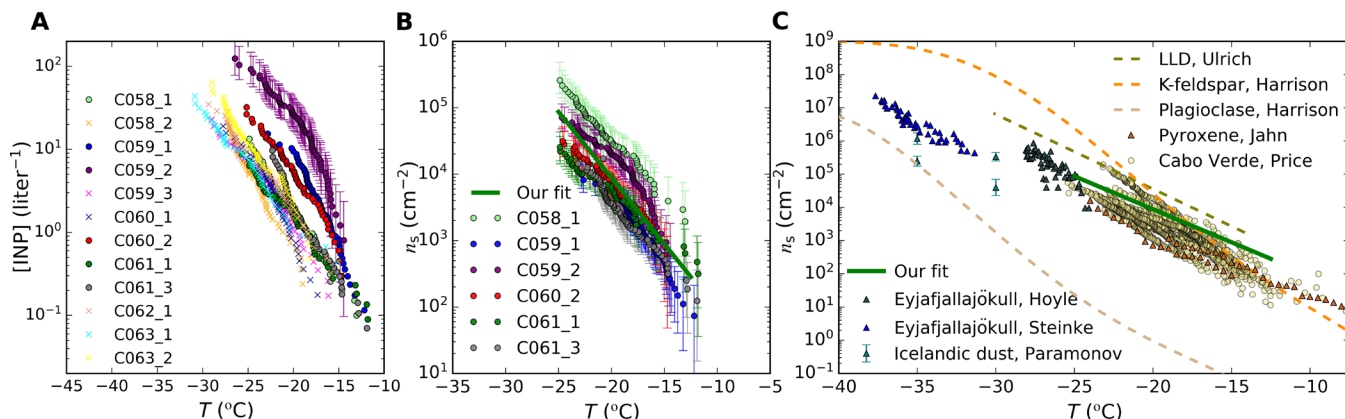 A
[INP] (liter⁻¹)
10²
10¹
10⁰
10⁻¹
C058_1
C058_2
C059_1
C059_2
C059_3
C060_1
C060_2
C061_1
C061_3
C062_1
C063_1
C063_2
−45 −40 −35 −30 −25 −20 −15 −10
T (°C)
B
nₛ (cm⁻²)
10⁶
10⁵
10⁴
10³
10²
10¹
Our fit
C058_1
C059_1
C059_2
C060_2
C061_1
C061_3
−35 −30 −25 −20 −15 −10 −5
T (°C)
C
nₛ (cm⁻²)
10⁹
10⁸
10⁷
10⁶
10⁵
10⁴
10³
10²
10¹
10⁰
10⁻¹
LLD, Ulrich
K-feldspar, Harrison
Plagioclase, Harrison
Pyroxene, Jahn
Cabo Verde, Price
Our fit
Eyjafjallajökull, Hoyle
Eyjafjallajökull, Steinke
Icelandic dust, Paramonov
−40 −35 −30 −25 −20 −15 −10
T (°C)